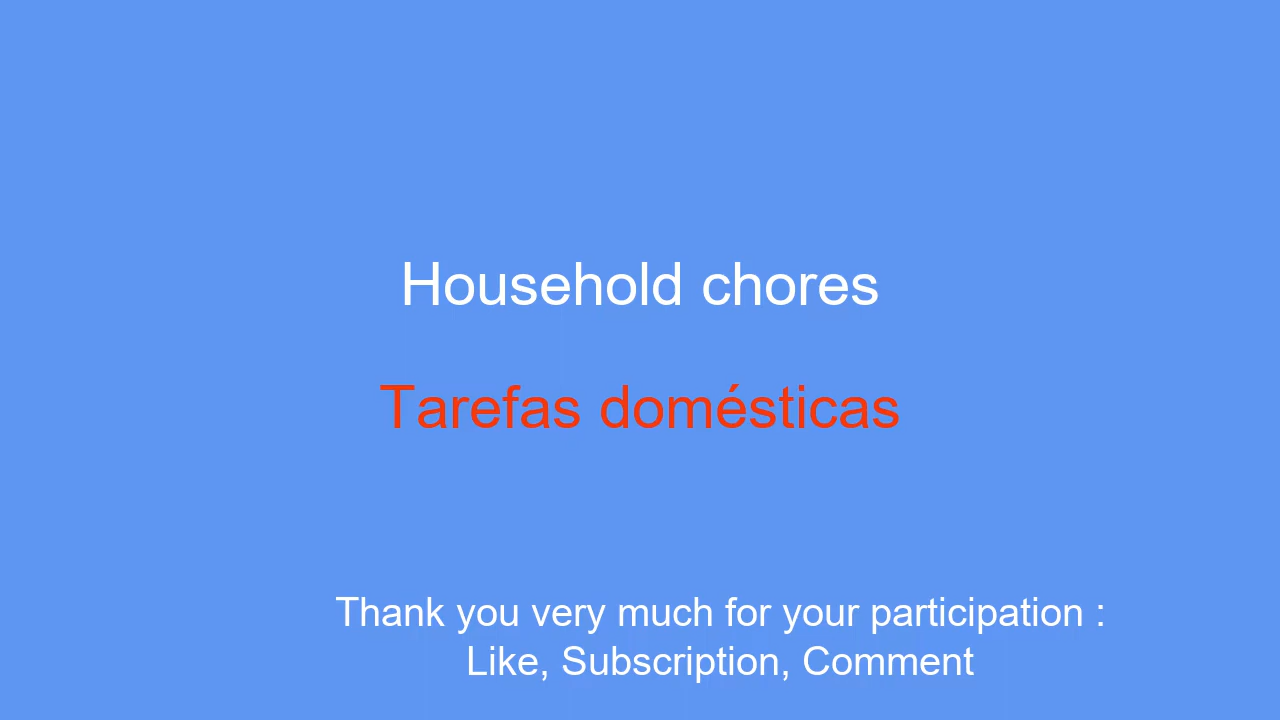 Household chores
Tarefas domésticas
Thank you very much for your participation :
Like, Subscription, Comment